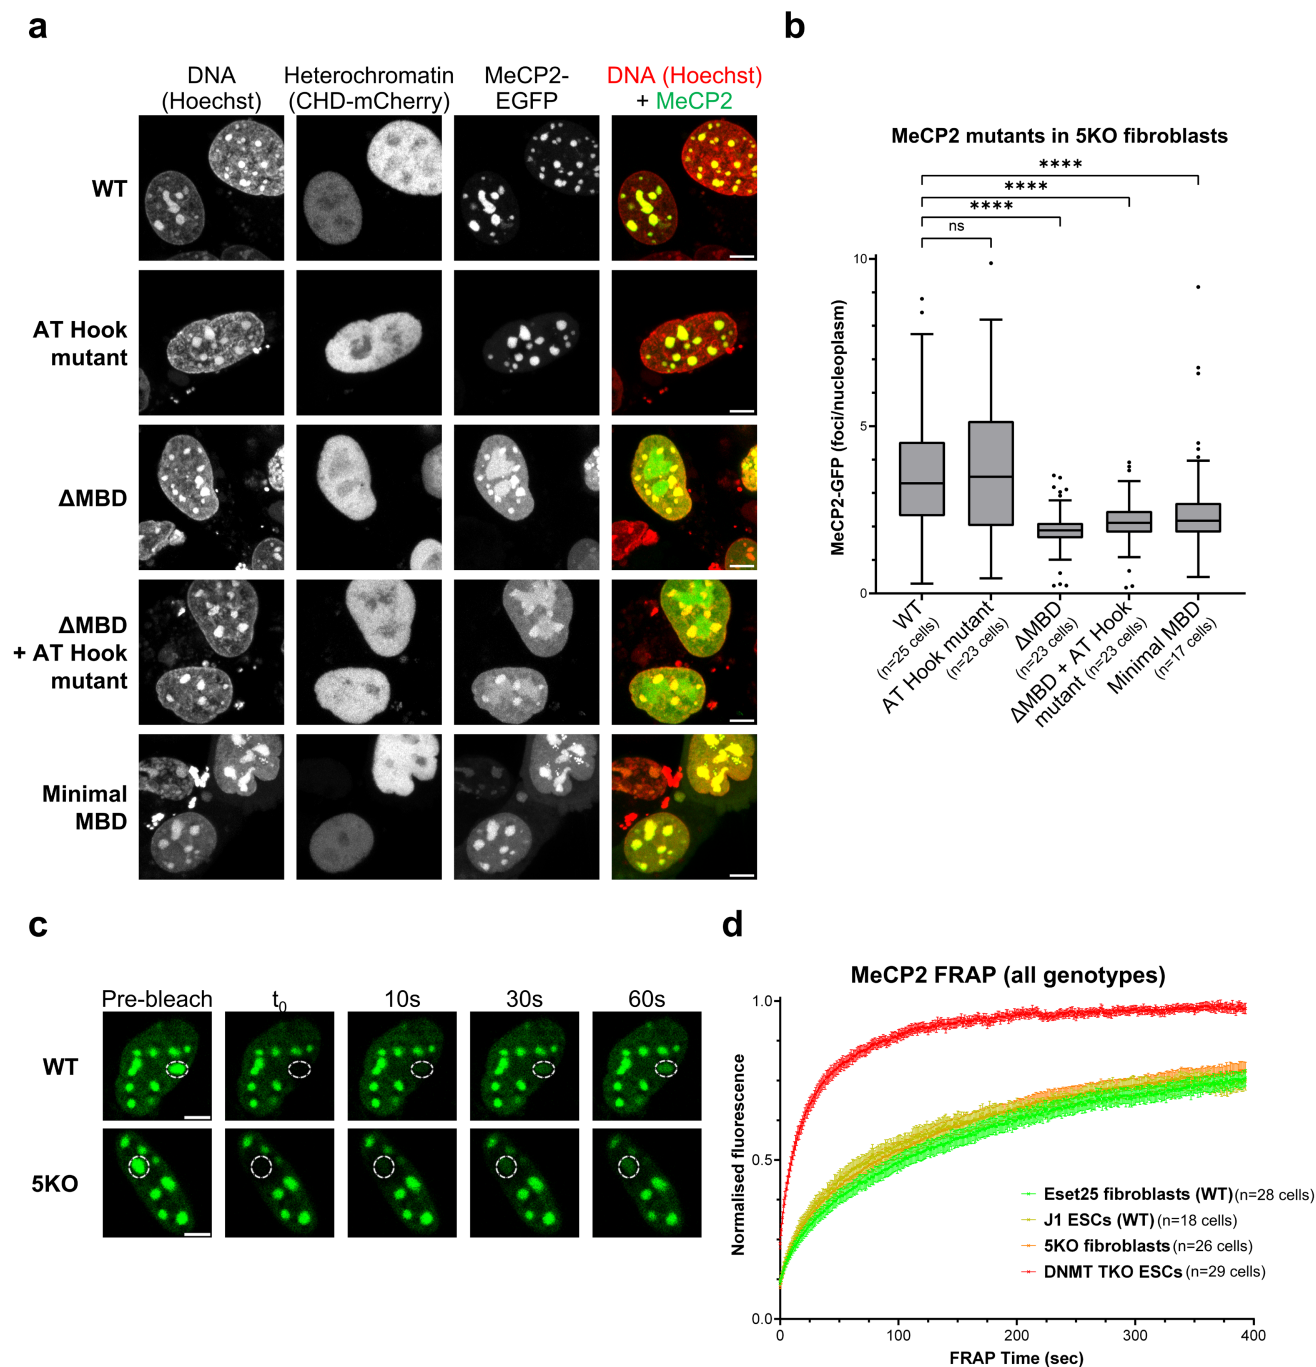 a
DNA
(Hoechst)
Heterochromatin
(CHD-mCherry)
MeCP2-
EGFP
DNA (Hoechst)
+ MeCP2
WT
AT Hook
mutant
ΔMBD
ΔMBD
+ AT Hook
mutant
Minimal
MBD
b
MeCP2 mutants in 5KO fibroblasts
****
****
****
ns
10
5
0
MeCP2-GFP (foci/nucleoplasm)
WT
(n=25 cells)
AT Hook mutant
(n=23 cells)
ΔMBD
(n=23 cells)
ΔMBD + AT Hook
mutant (n=23 cells)
Minimal MBD
(n=17 cells)
c
Pre-bleach
t0
10s
30s
60s
WT
5KO
d
MeCP2 FRAP (all genotypes)
1.0
0.5
0.0
Normalised fluorescence
Eset25 fibroblasts (WT) (n=28 cells)
J1 ESCs (WT) (n=18 cells)
5KO fibroblasts (n=26 cells)
DNMT TKO ESCs (n=29 cells)
0
100
200
300
400
FRAP Time (sec)